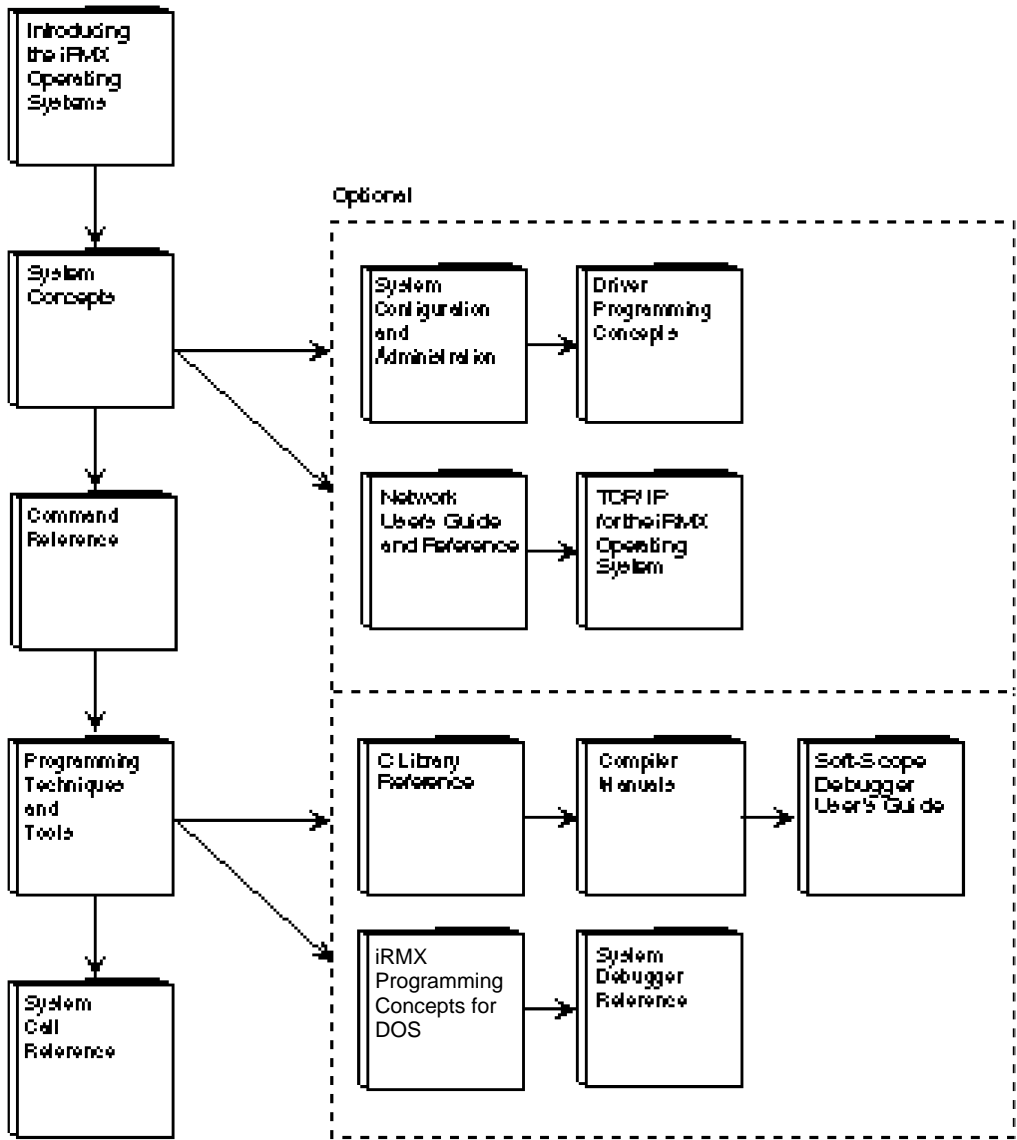 Introducing
the iRMX
Operating
Systems
Optional
System
Concepts
System
Configuration
and
Administration
Driver
Programming
Concepts
Command
Reference
Network
User's Guide
and Reference
TCP/IP
for the iRMX
Operating
System
Programming
Techniques
and
Tools
C Library
Reference
Compiler
Manuals
Soft-Scope
Debugger
User's Guide
System
Call
Reference
iRMX
Programming
Concepts for
DOS
System
Debugger
Reference